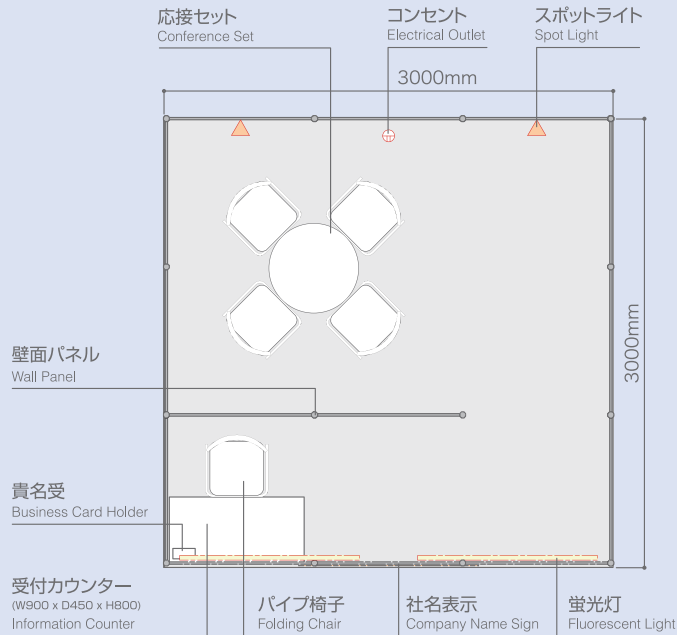 応接セット
Conference Set
コンセント
Electrical Outlet
スポットライト
Spot Light
3000mm
3000mm
壁面パネル
Wall Panel
貴名受
Business Card Holder
受付カウンター
(W900 x D450 x H800)
Information Counter
パイプ椅子
Folding Chair
社名表示
Company Name Sign
蛍光灯
Fluorescent Light